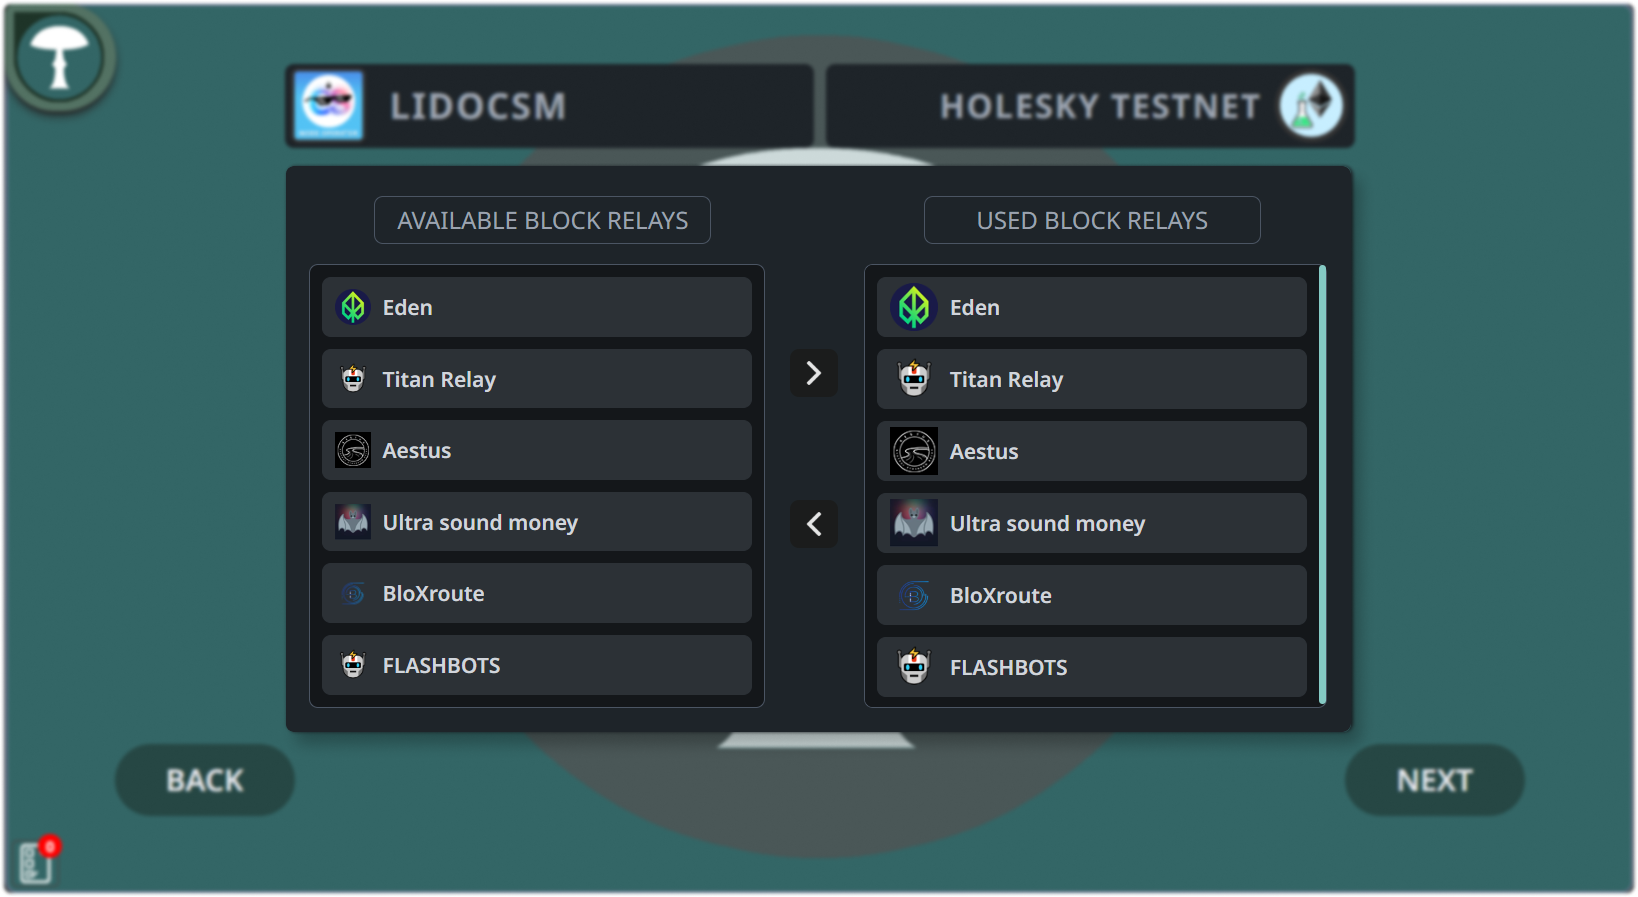 LIDOCSM
HOLESKY TESTNET
AVAILABLE BLOCK RELAYS
USED BLOCK RELAYS
Eden
Titan Relay
Aestus
Ultra sound money
BloXroute
FLASHBOTS
Eden
Titan Relay
Aestus
Ultra sound money
BloXroute
FLASHBOTS
BACK
NEXT
0